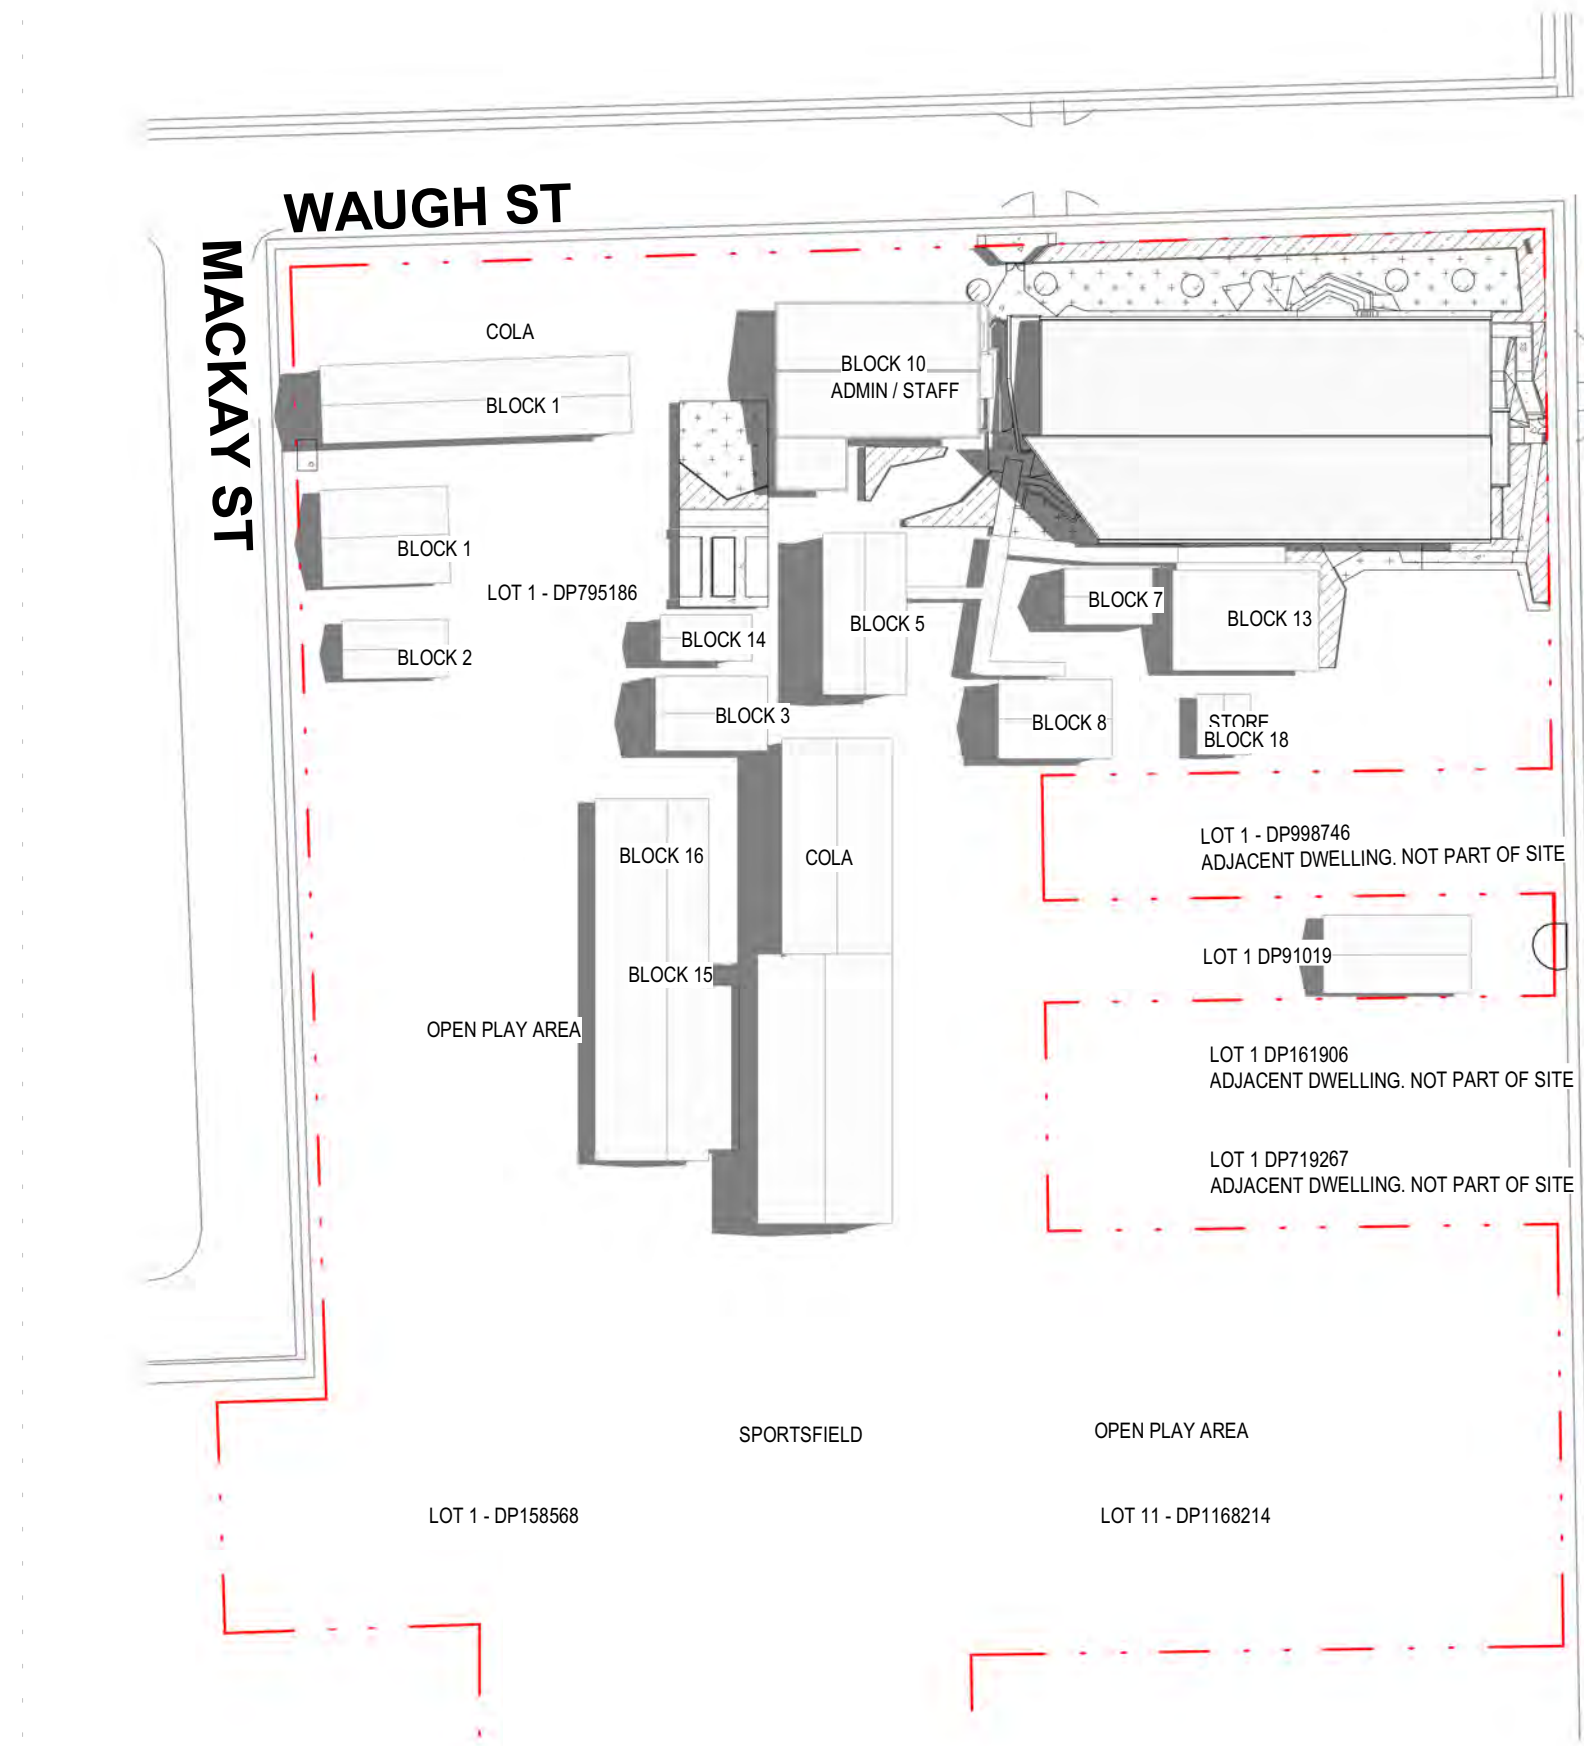 WAUGH ST
MACKAY ST
COLA
BLOCK 1
BLOCK 10
ADMIN / STAFF
BLOCK 1
LOT 1 - DP795186
BLOCK 2
BLOCK 14
BLOCK 5
BLOCK 7
BLOCK 13
BLOCK 3
BLOCK 8
STORE
BLOCK 18
BLOCK 16
COLA
LOT 1 - DP998746
ADJACENT DWELLING. NOT PART OF SITE
BLOCK 15
LOT 1 DP91019
OPEN PLAY AREA
LOT 1 DP161906
ADJACENT DWELLING. NOT PART OF SITE
LOT 1 DP719267
ADJACENT DWELLING. NOT PART OF SITE
SPORTSFIELD
OPEN PLAY AREA
LOT 1 - DP158568
LOT 11 - DP1168214